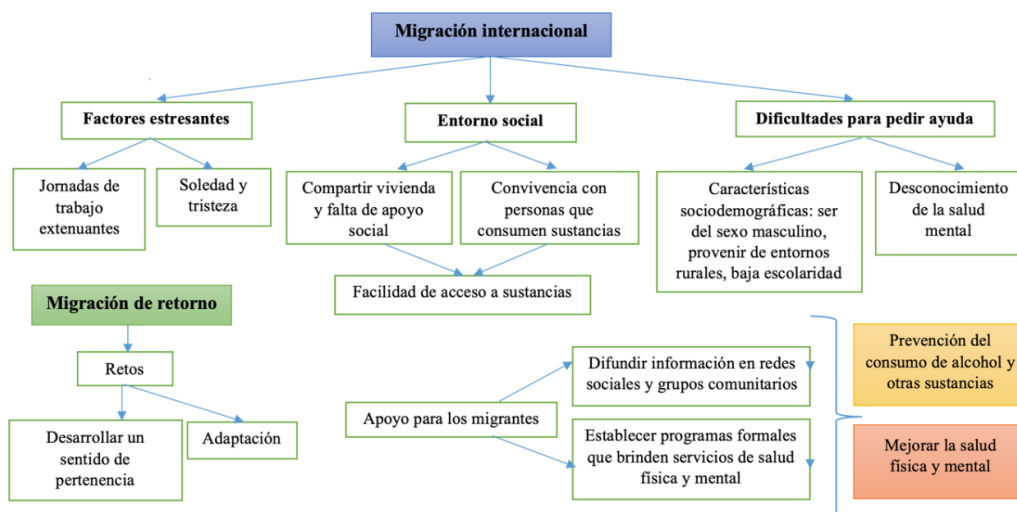 Migración internacional
Factores estresantes
Entorno social
Dificultades para pedir ayuda
Jornadas de
trabajo
extenuantes
Soledad y
tristeza
Compartir vivienda
y falta de apoyo
social
Convivencia con
personas que
consumen sustancias
Características
sociodemográficas: ser
del sexo masculino,
provenir de entornos
rurales, baja escolaridad
Desconocimiento
de la salud
mental
Facilidad de acceso a sustancias
Migración de retorno
Retos
Desarrollar un
sentido de
pertenencia
Adaptación
Apoyo para los migrantes
Difundir información en redes
sociales y grupos comunitarios
Establecer programas formales
que brinden servicios de salud
física y mental
Prevención del
consumo de alcohol y
otras sustancias
Mejorar la salud
física y mental